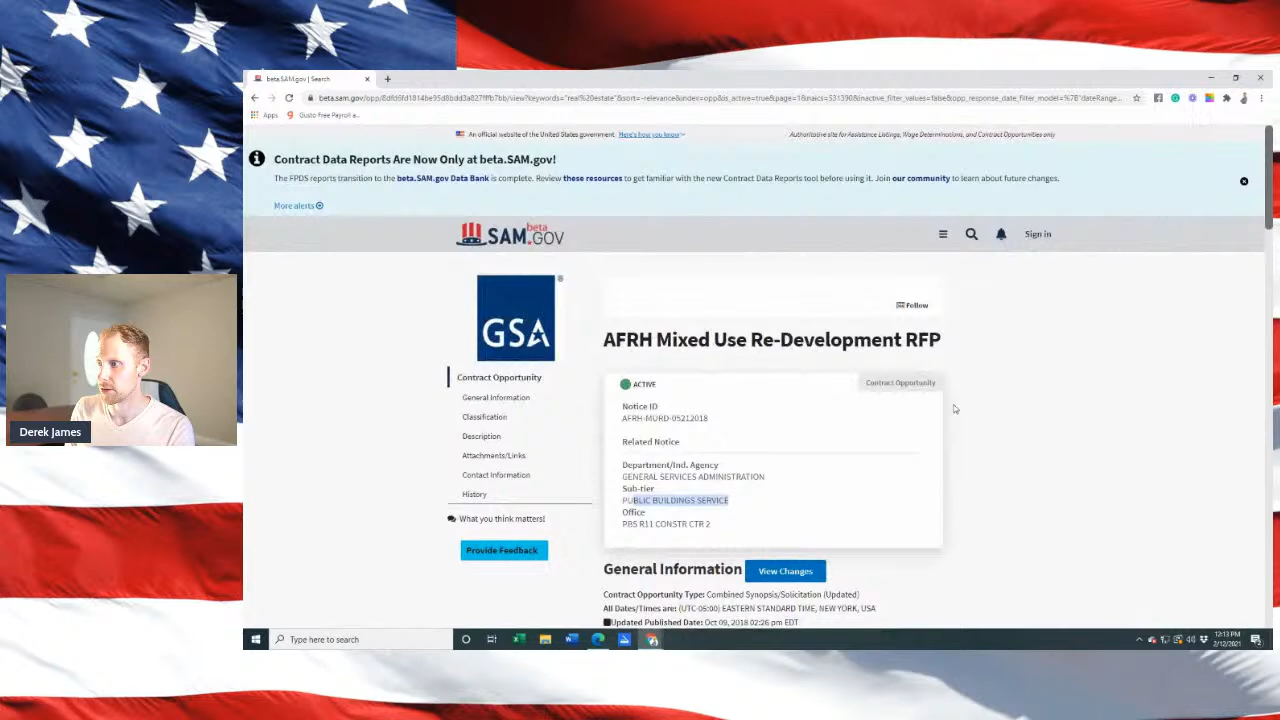 beta.SAM.gov | Search
Apps
Gusto Free Payroll a...
An official website of the United States government Here's how you know
Authoritative site for Assistance Listings, Wage Determinations, and Contract Opportunities only
Contract Data Reports Are Now Only at beta.SAM.gov!
The FPDS reports transition to the beta.SAM.gov Data Bank is complete. Review these resources to get familiar with the new Contract Data Reports tool before using it. Join our community to learn about future changes.
More alerts
beta
SAM.GOV
Sign in
GSA
Follow
AFRH Mixed Use Re-Development RFP
Contract Opportunity
General Information
Classification
Description
Attachments/Links
Contact Information
History
What you think matters!
Provide Feedback
ACTIVE
Contract Opportunity
Notice ID
AFRH-MURD-05212018
Related Notice
Department/Ind. Agency
GENERAL SERVICES ADMINISTRATION
Sub-tier
PUBLIC BUILDINGS SERVICE
Office
PBS R11 CONSTR CTR 2
General Information
View Changes
Contract Opportunity Type: Combined Synopsis/Solicitation (Updated)
All Dates/Times are: (UTC-05:00) EASTERN STANDARD TIME, NEW YORK, USA
Updated Published Date: Oct 09, 2018 02:26 pm EDT
Derek James
Type here to search
12:13 PM
2/12/2021